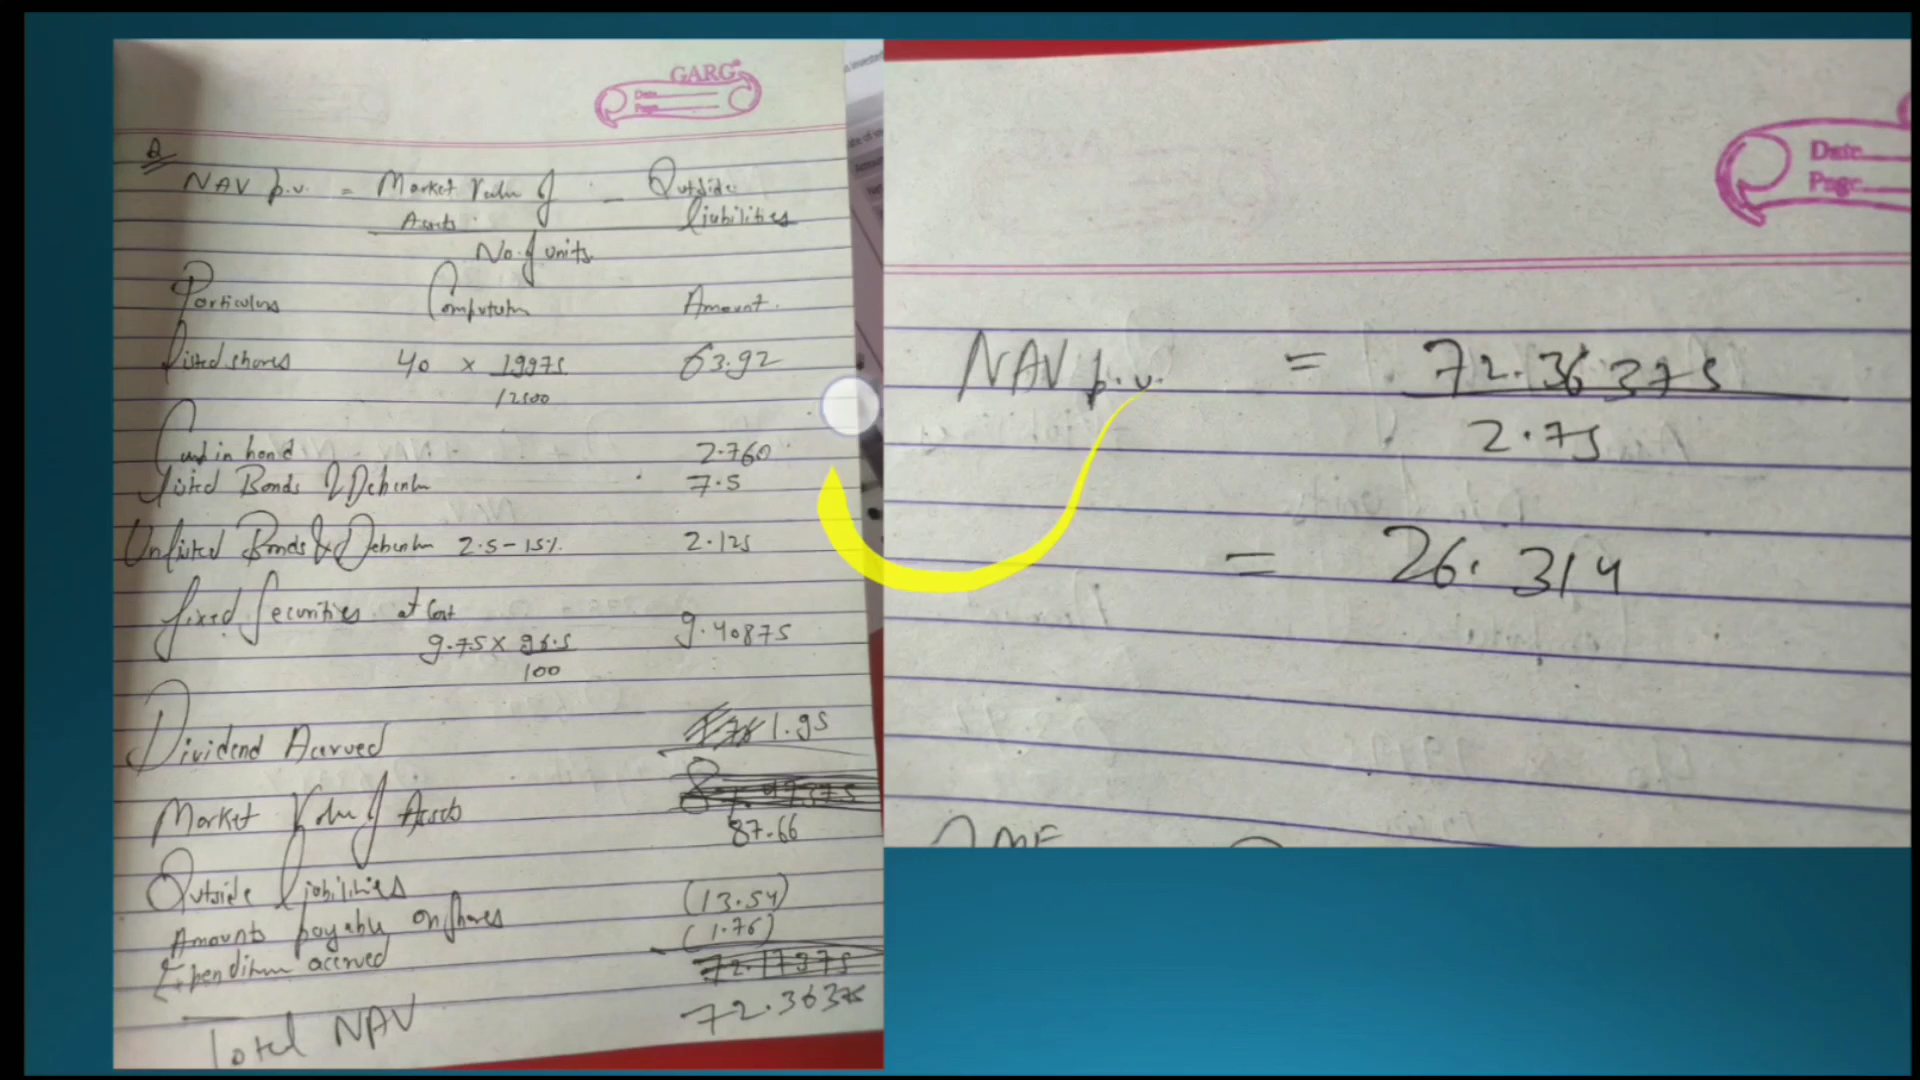 GARG
Date
Page
Q
NAV p.u. = Market Value of Assets - Outside liabilities
No. of units
Particulars Computation Amount
Listed shares 40 x 19975 63.92
12500
Cash in hand 2.760
Listed Bonds & Debentu 7.5
Unlisted Bonds & Debentu 2.5-15% 2.125
fixed Securities at Cost
9.75 x 96.5 9.40875
100
Dividend Accrued 1.95
Market Value of Assets
87.66
Outside liabilities
Amounts payable on shares (13.54)
Expenditure accrued (1.76)
Total NAV 72.36375
Date
Page
NAV p.u. = 72.36375
2.75
= 26.314